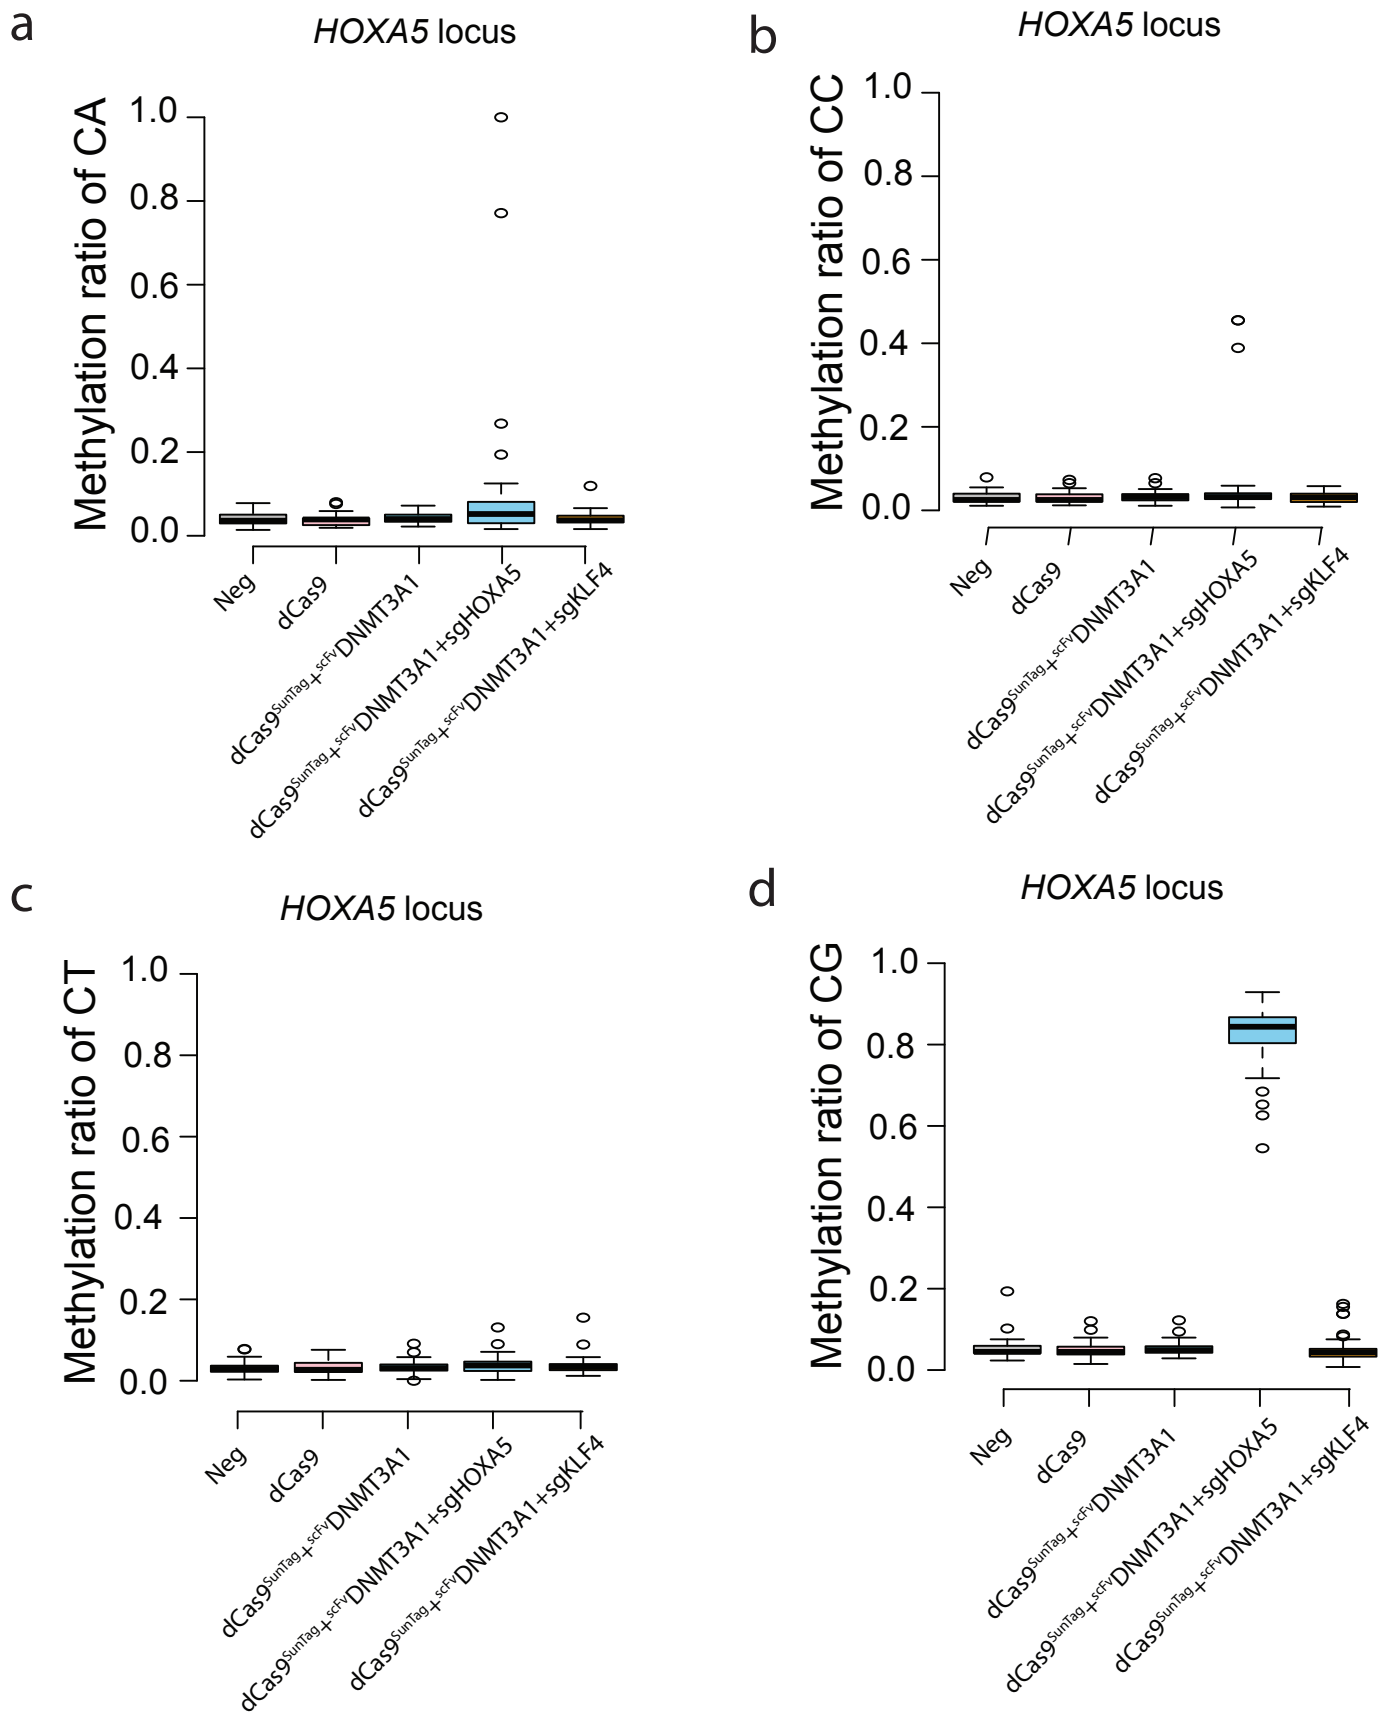 a
HOXA5 locus
Methylation ratio of CA
1.0
0.8
0.6
0.4
0.2
0.0
Neg
dCas9
dCas9SunTag+scFvDNMT3A1
dCas9SunTag+scFvDNMT3A1+sgHOXA5
dCas9SunTag+scFvDNMT3A1+sgKLF4
b
HOXA5 locus
Methylation ratio of CC
1.0
0.8
0.6
0.4
0.2
0.0
Neg
dCas9
dCas9SunTag+scFvDNMT3A1
dCas9SunTag+scFvDNMT3A1+sgHOXA5
dCas9SunTag+scFvDNMT3A1+sgKLF4
c
HOXA5 locus
Methylation ratio of CT
1.0
0.8
0.6
0.4
0.2
0.0
Neg
dCas9
dCas9SunTag+scFvDNMT3A1
dCas9SunTag+scFvDNMT3A1+sgHOXA5
dCas9SunTag+scFvDNMT3A1+sgKLF4
d
HOXA5 locus
Methylation ratio of CG
1.0
0.8
0.6
0.4
0.2
0.0
Neg
dCas9
dCas9SunTag+scFvDNMT3A1
dCas9SunTag+scFvDNMT3A1+sgHOXA5
dCas9SunTag+scFvDNMT3A1+sgKLF4